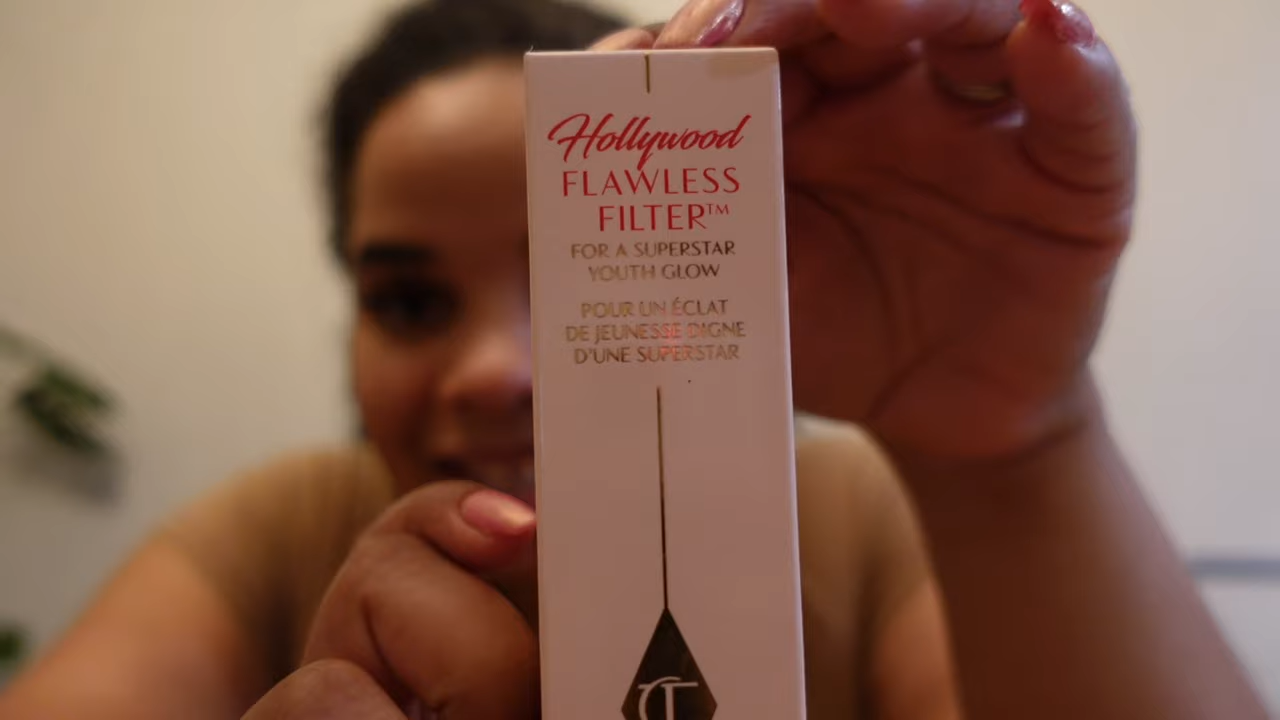 Hollywood
FLAWLESS
FILTER™
FOR A SUPERSTAR
YOUTH GLOW
POUR UN ÉCLAT
DE JEUNESSE DIGNE
D'UNE SUPERSTAR
CT